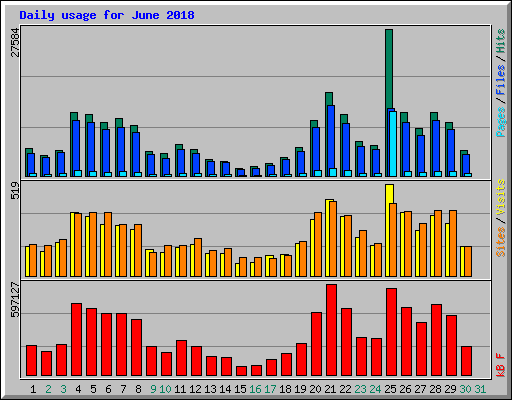 Daily usage for June 2018
27584
Pages / Files / Hits
519
Sites / Visits
597127
kB F
1 2 3 4 5 6 7 8 9 10 11 12 13 14 15 16 17 18 19 20 21 22 23 24 25 26 27 28 29 30 31